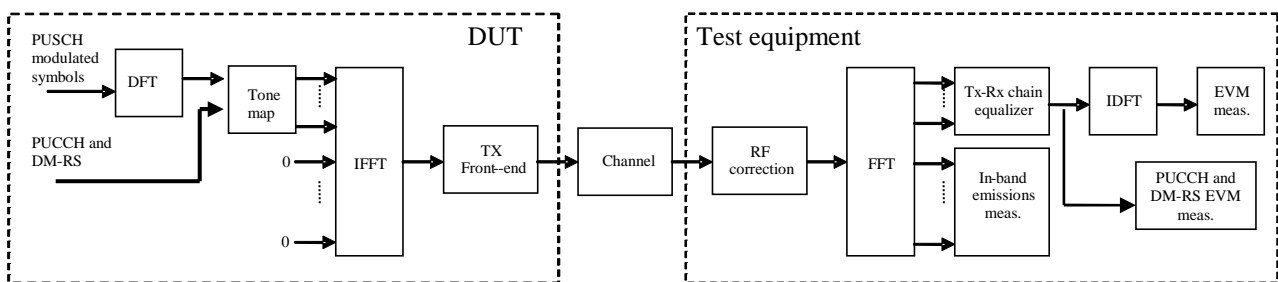 DUT
Test equipment
PUSCH
modulated
symbols
DFT
Tone
map
PUCCH and
DM-RS
0
0
IFFT
TX
Front--end
Channel
RF
correction
FFT
Tx-Rx chain
equalizer
IDFT
EVM
meas.
In-band
emissions
meas.
PUCCH and
DM-RS EVM
meas.